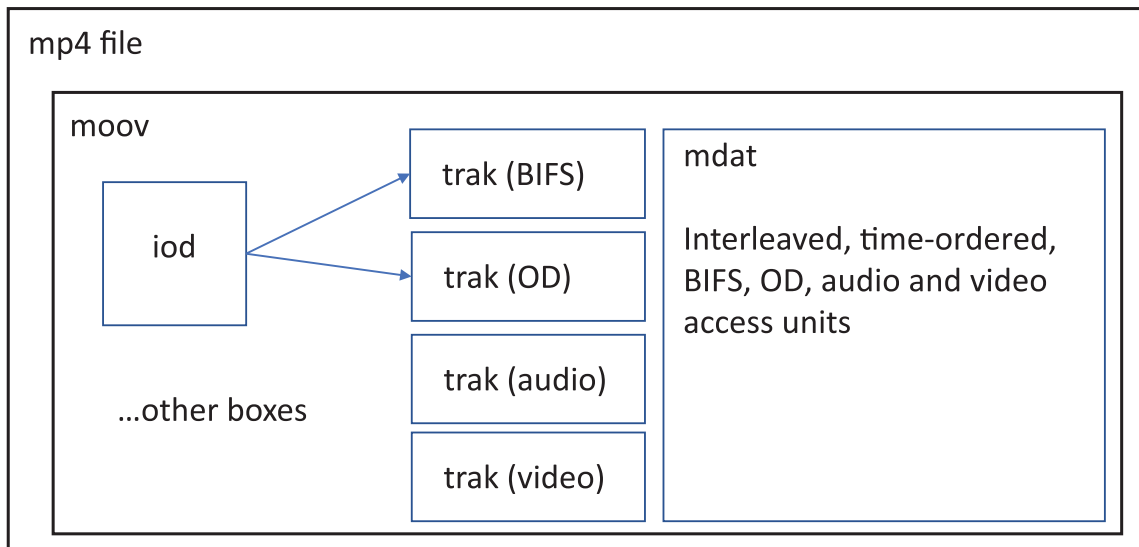 mp4 file
moov
iod
...other boxes
trak (BIFS)
trak (OD)
trak (audio)
trak (video)
mdat
Interleaved, time-ordered,
BIFS, OD, audio and video
access units